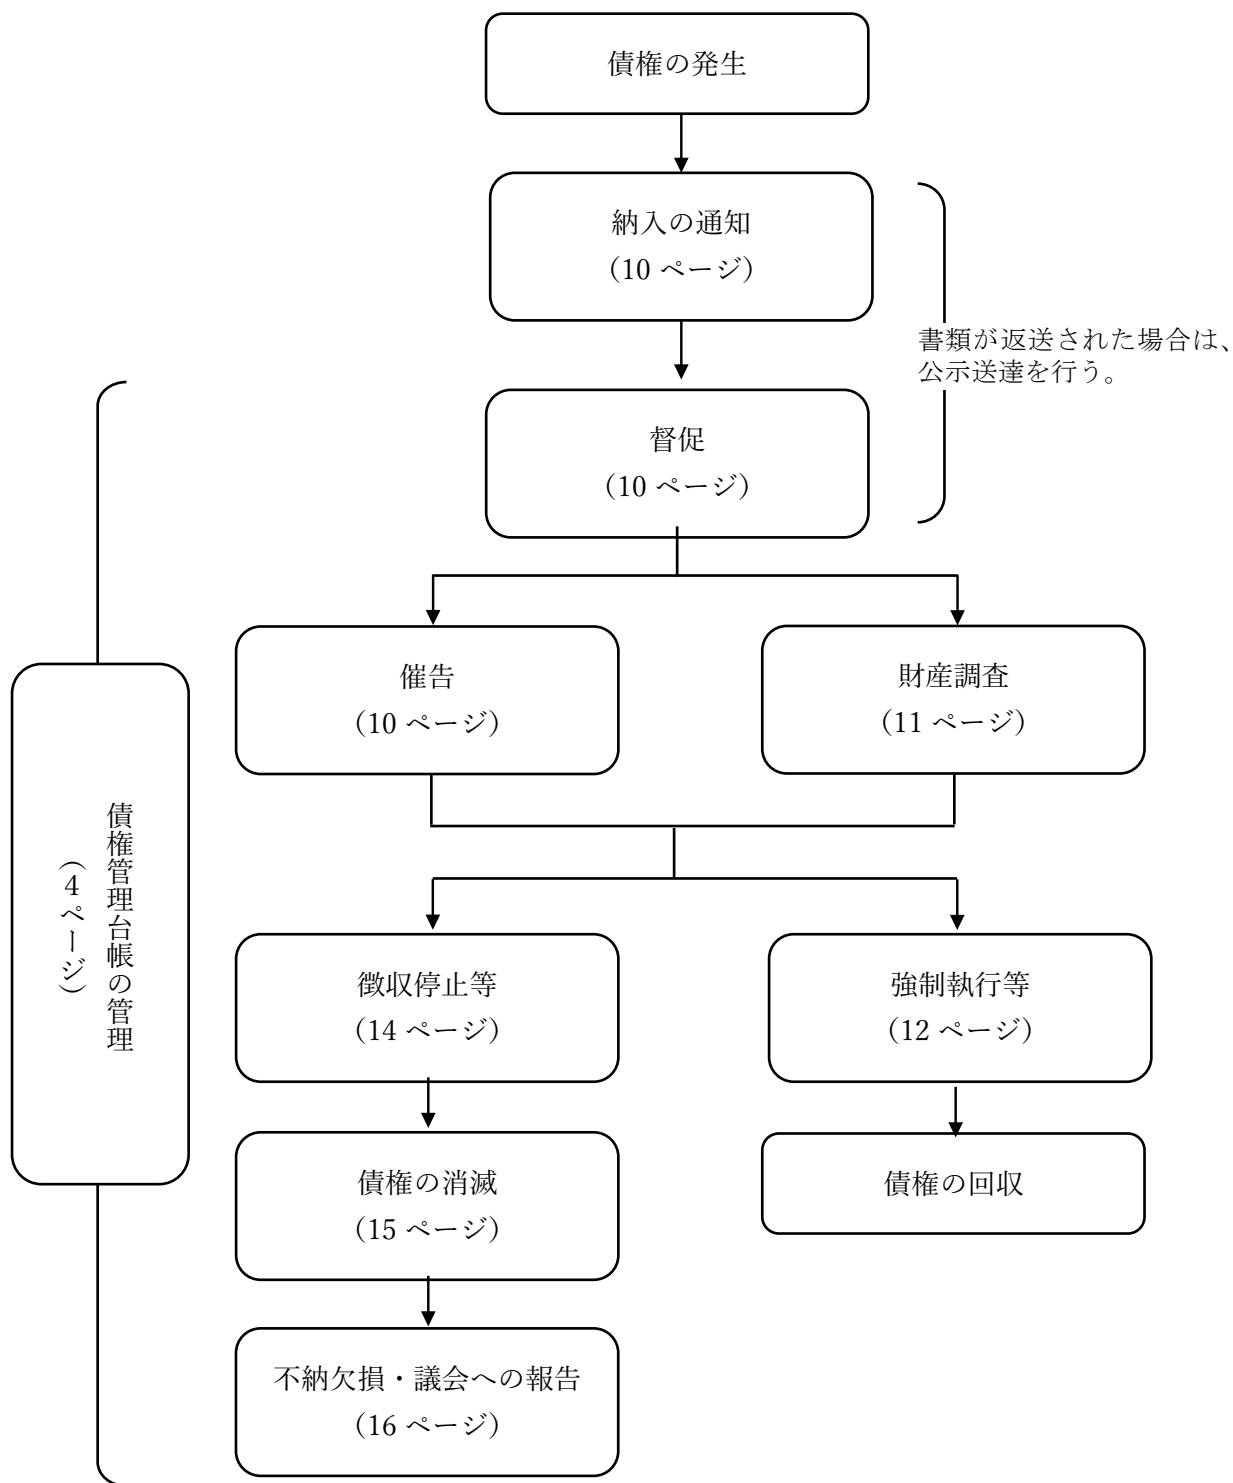 債権の発生
納入の通知
（10 ページ）
書類が返送された場合は、
公示送達を行う。
督促
（10 ページ）
催告
（10 ページ）
財産調査
（11 ページ）
債権管理台帳の管理
（4ページ）
徴収停止等
（14 ページ）
強制執行等
（12 ページ）
債権の消滅
（15 ページ）
債権の回収
不納欠損・議会への報告
（16 ページ）